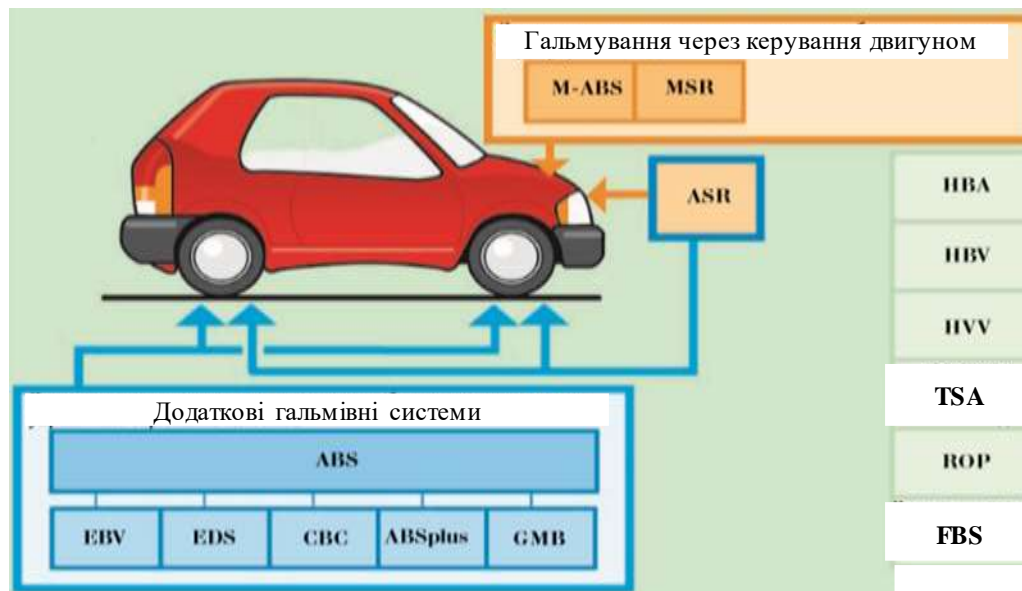 Гальмування через керування двигуном
M-ABS MSR
ASR
HBA
HBV
HVV
TSA
ROP
FBS
Додаткові гальмівні системи
ABS
EBV EDS CBC ABSplus GMB